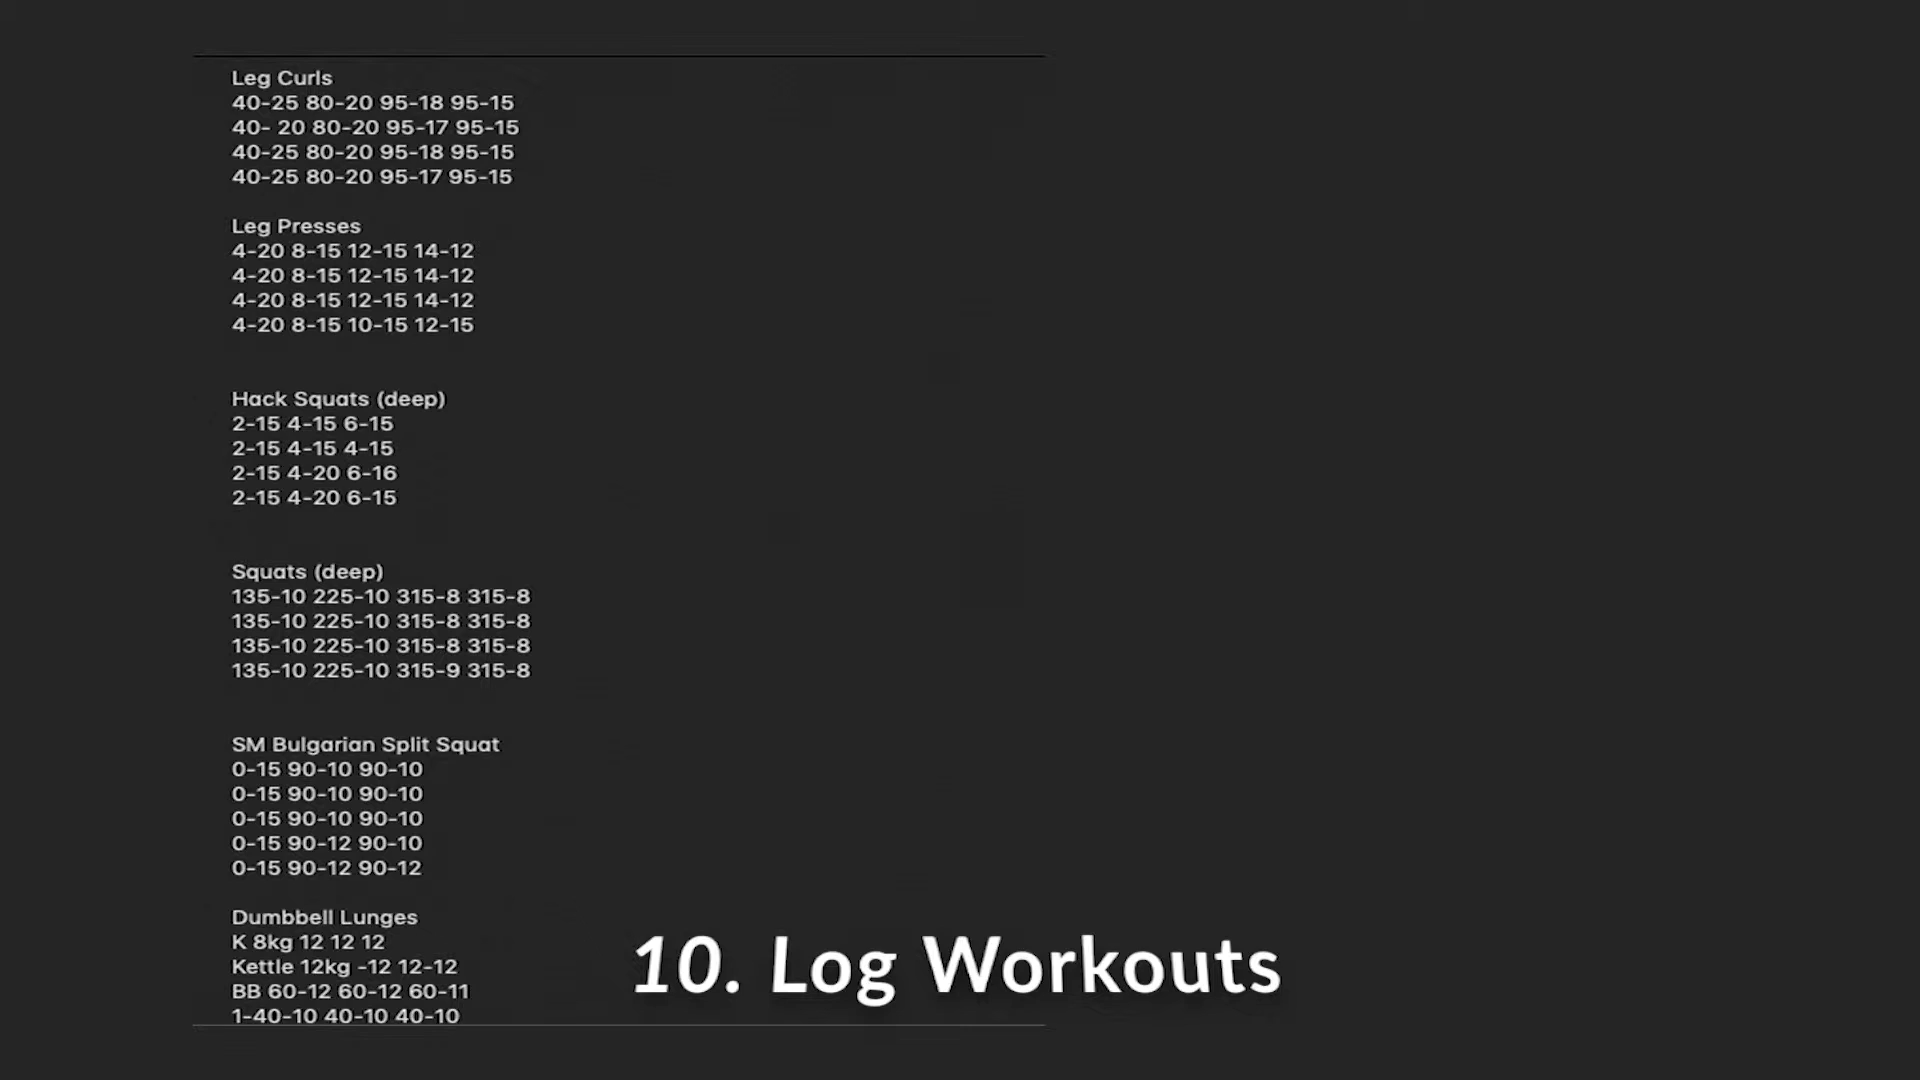 Leg Curls
40-25 80-20 95-18 95-15
40- 20 80-20 95-17 95-15
40-25 80-20 95-18 95-15
40-25 80-20 95-17 95-15
Leg Presses
4-20 8-15 12-15 14-12
4-20 8-15 12-15 14-12
4-20 8-15 12-15 14-12
4-20 8-15 10-15 12-15
Hack Squats (deep)
2-15 4-15 6-15
2-15 4-15 4-15
2-15 4-20 6-16
2-15 4-20 6-15
Squats (deep)
135-10 225-10 315-8 315-8
135-10 225-10 315-8 315-8
135-10 225-10 315-8 315-8
135-10 225-10 315-9 315-8
SM Bulgarian Split Squat
0-15 90-10 90-10
0-15 90-10 90-10
0-15 90-10 90-10
0-15 90-12 90-10
0-15 90-12 90-12
Dumbbell Lunges
K 8kg 12 12 12
Kettle 12kg -12 12-12
BB 60-12 60-12 60-11
1-40-10 40-10 40-10
10. Log Workouts